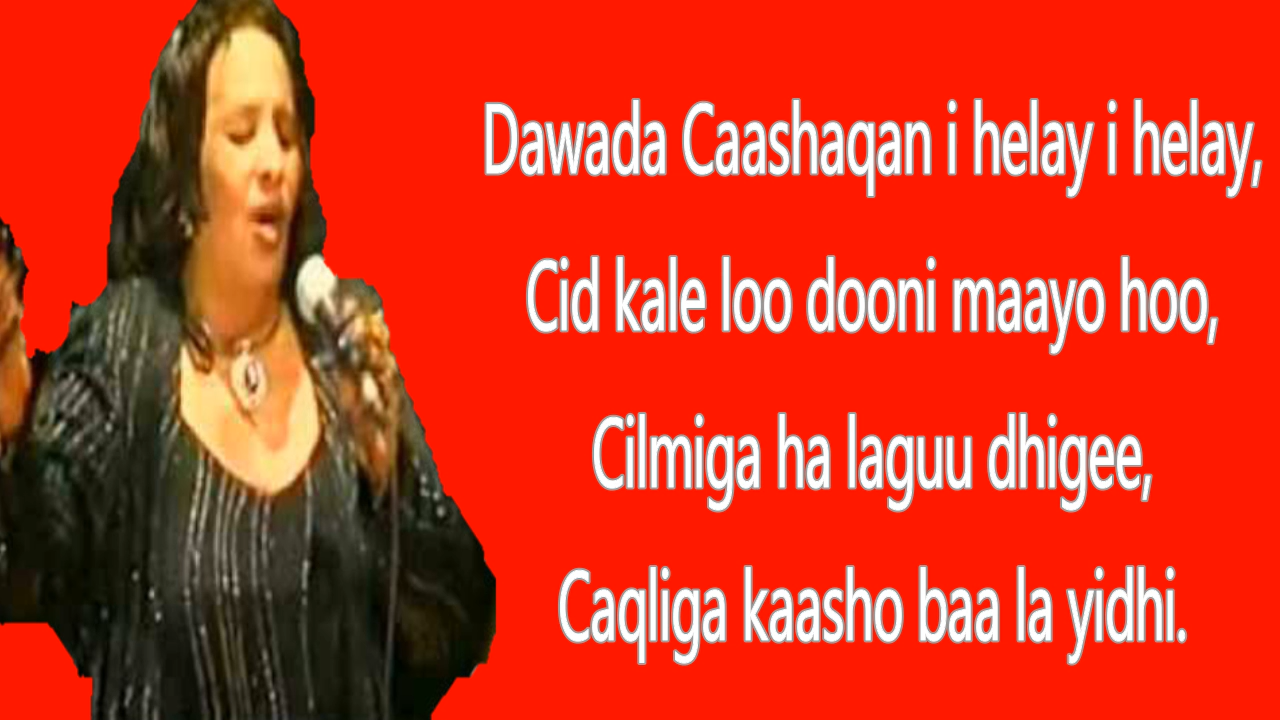 Dawada Caashaqan i helay i helay,
Cid kale loo dooni maayo hoo,
Cilmiga ha laguu dhigee,
Caqliga kaasho baa la yidhi.